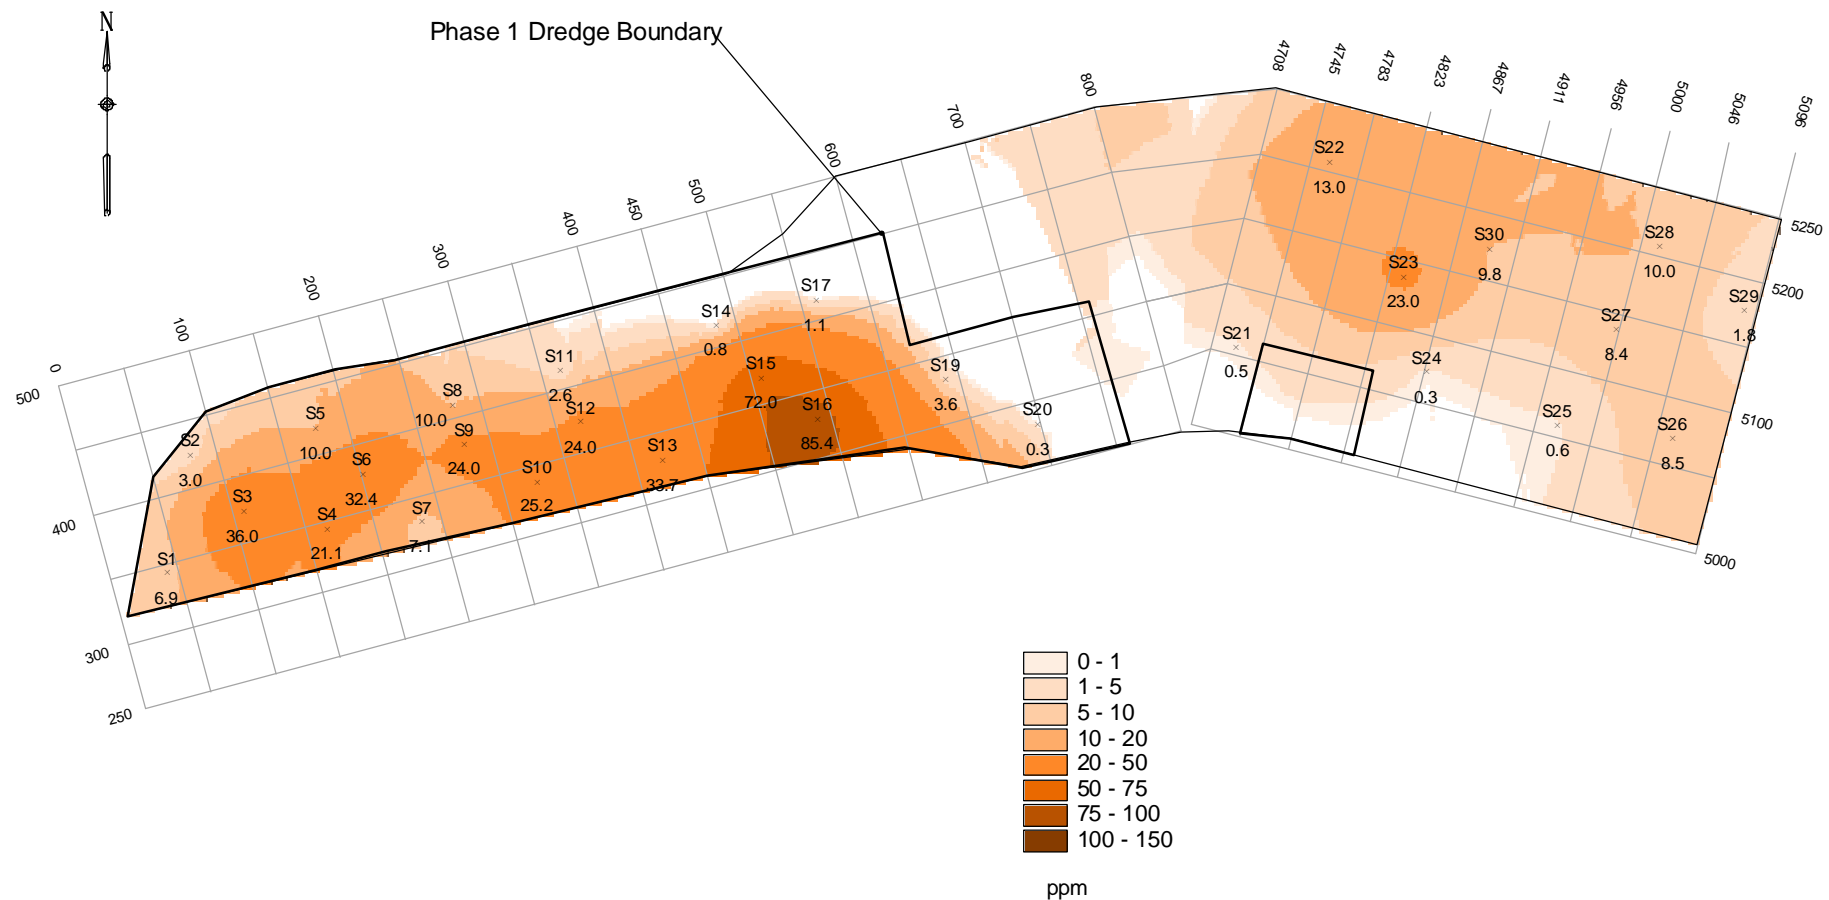 N
Phase 1 Dredge Boundary
0
100
200
300
400
450
500
600
700
800
4708
4745
4783
4823
4867
4911
4956
5000
5046
5096
500
400
300
250
5250
5200
5100
5000
S1
6.9
S2
3.0
S3
36.0
S4
21.1
S5
10.0
S6
32.4
S7
7.1
S8
10.0
S9
24.0
S10
25.2
S11
2.6
S12
24.0
S13
33.7
S14
0.8
S15
72.0
S16
85.4
S17
1.1
S19
3.6
S20
0.3
S21
0.5
S22
13.0
S23
23.0
S24
0.3
S25
0.6
S26
8.5
S27
8.4
S28
10.0
S29
1.8
S30
9.8
0 - 1
1 - 5
5 - 10
10 - 20
20 - 50
50 - 75
75 - 100
100 - 150
ppm